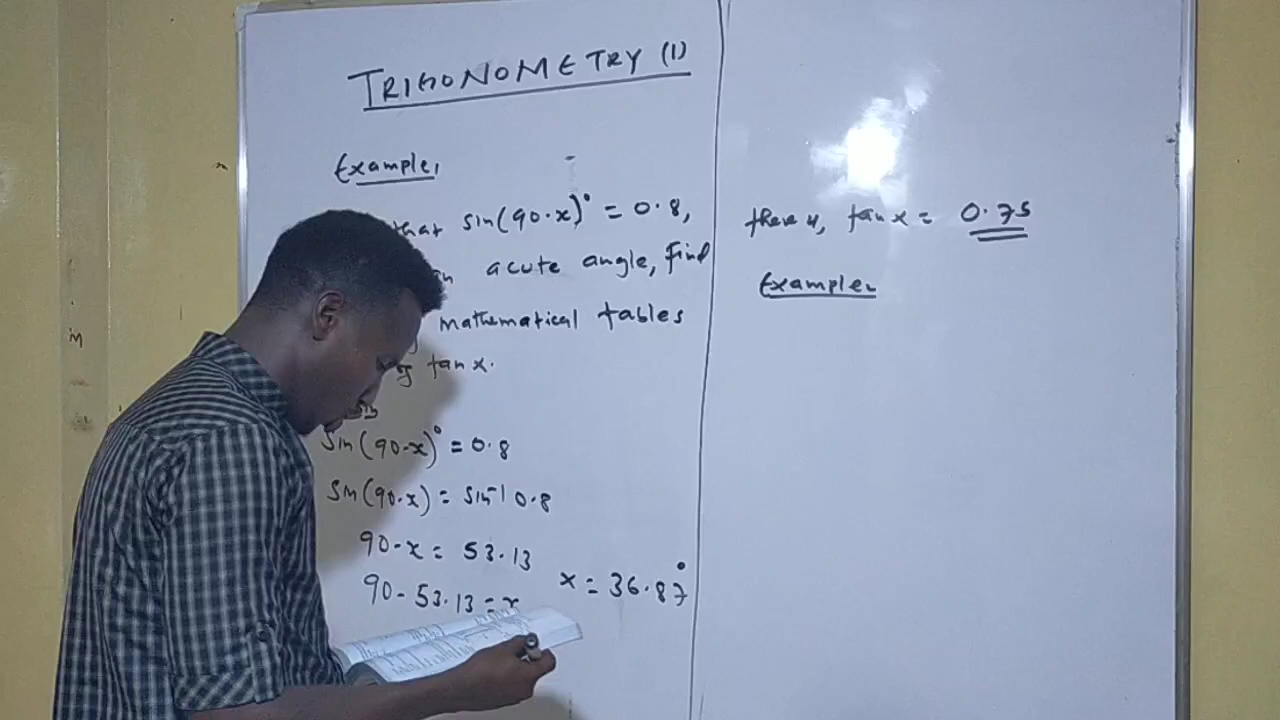 TRIGONOMETRY (1)
Example,
that sin(90-x)° = 0.8,
an acute angle, find
mathematical tables
tan x.
Sin(90-x)° = 0.8
Sin(90-x) = sin-1 0.8
90-x = 53.13
90 - 53.13 = x
x = 36.87°
tan x = 0.75
Example